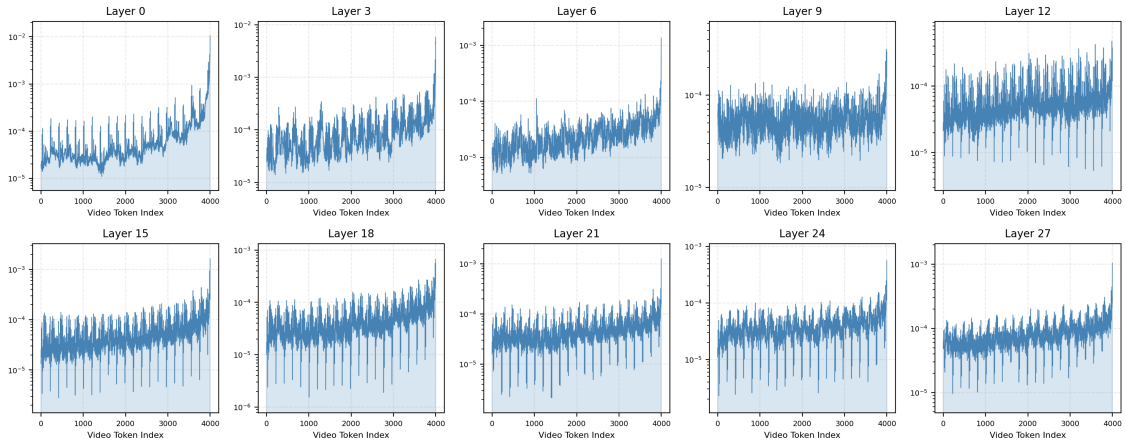 Layer 0
Layer 3
Layer 6
Layer 9
Layer 12
10⁻²
10⁻³
10⁻⁴
10⁻⁵
10⁻²
10⁻³
10⁻⁴
10⁻⁵
10⁻³
10⁻⁴
10⁻⁵
10⁻⁴
10⁻⁵
10⁻⁴
10⁻⁵
0 1000 2000 3000 4000
0 1000 2000 3000 4000
0 1000 2000 3000 4000
0 1000 2000 3000 4000
0 1000 2000 3000 4000
Video Token Index
Video Token Index
Video Token Index
Video Token Index
Video Token Index
Layer 15
Layer 18
Layer 21
Layer 24
Layer 27
10⁻³
10⁻⁴
10⁻⁵
10⁻³
10⁻⁴
10⁻⁵
10⁻⁶
10⁻³
10⁻⁴
10⁻⁵
10⁻³
10⁻⁴
10⁻⁵
10⁻³
10⁻⁴
10⁻⁵
0 1000 2000 3000 4000
0 1000 2000 3000 4000
0 1000 2000 3000 4000
0 1000 2000 3000 4000
0 1000 2000 3000 4000
Video Token Index
Video Token Index
Video Token Index
Video Token Index
Video Token Index